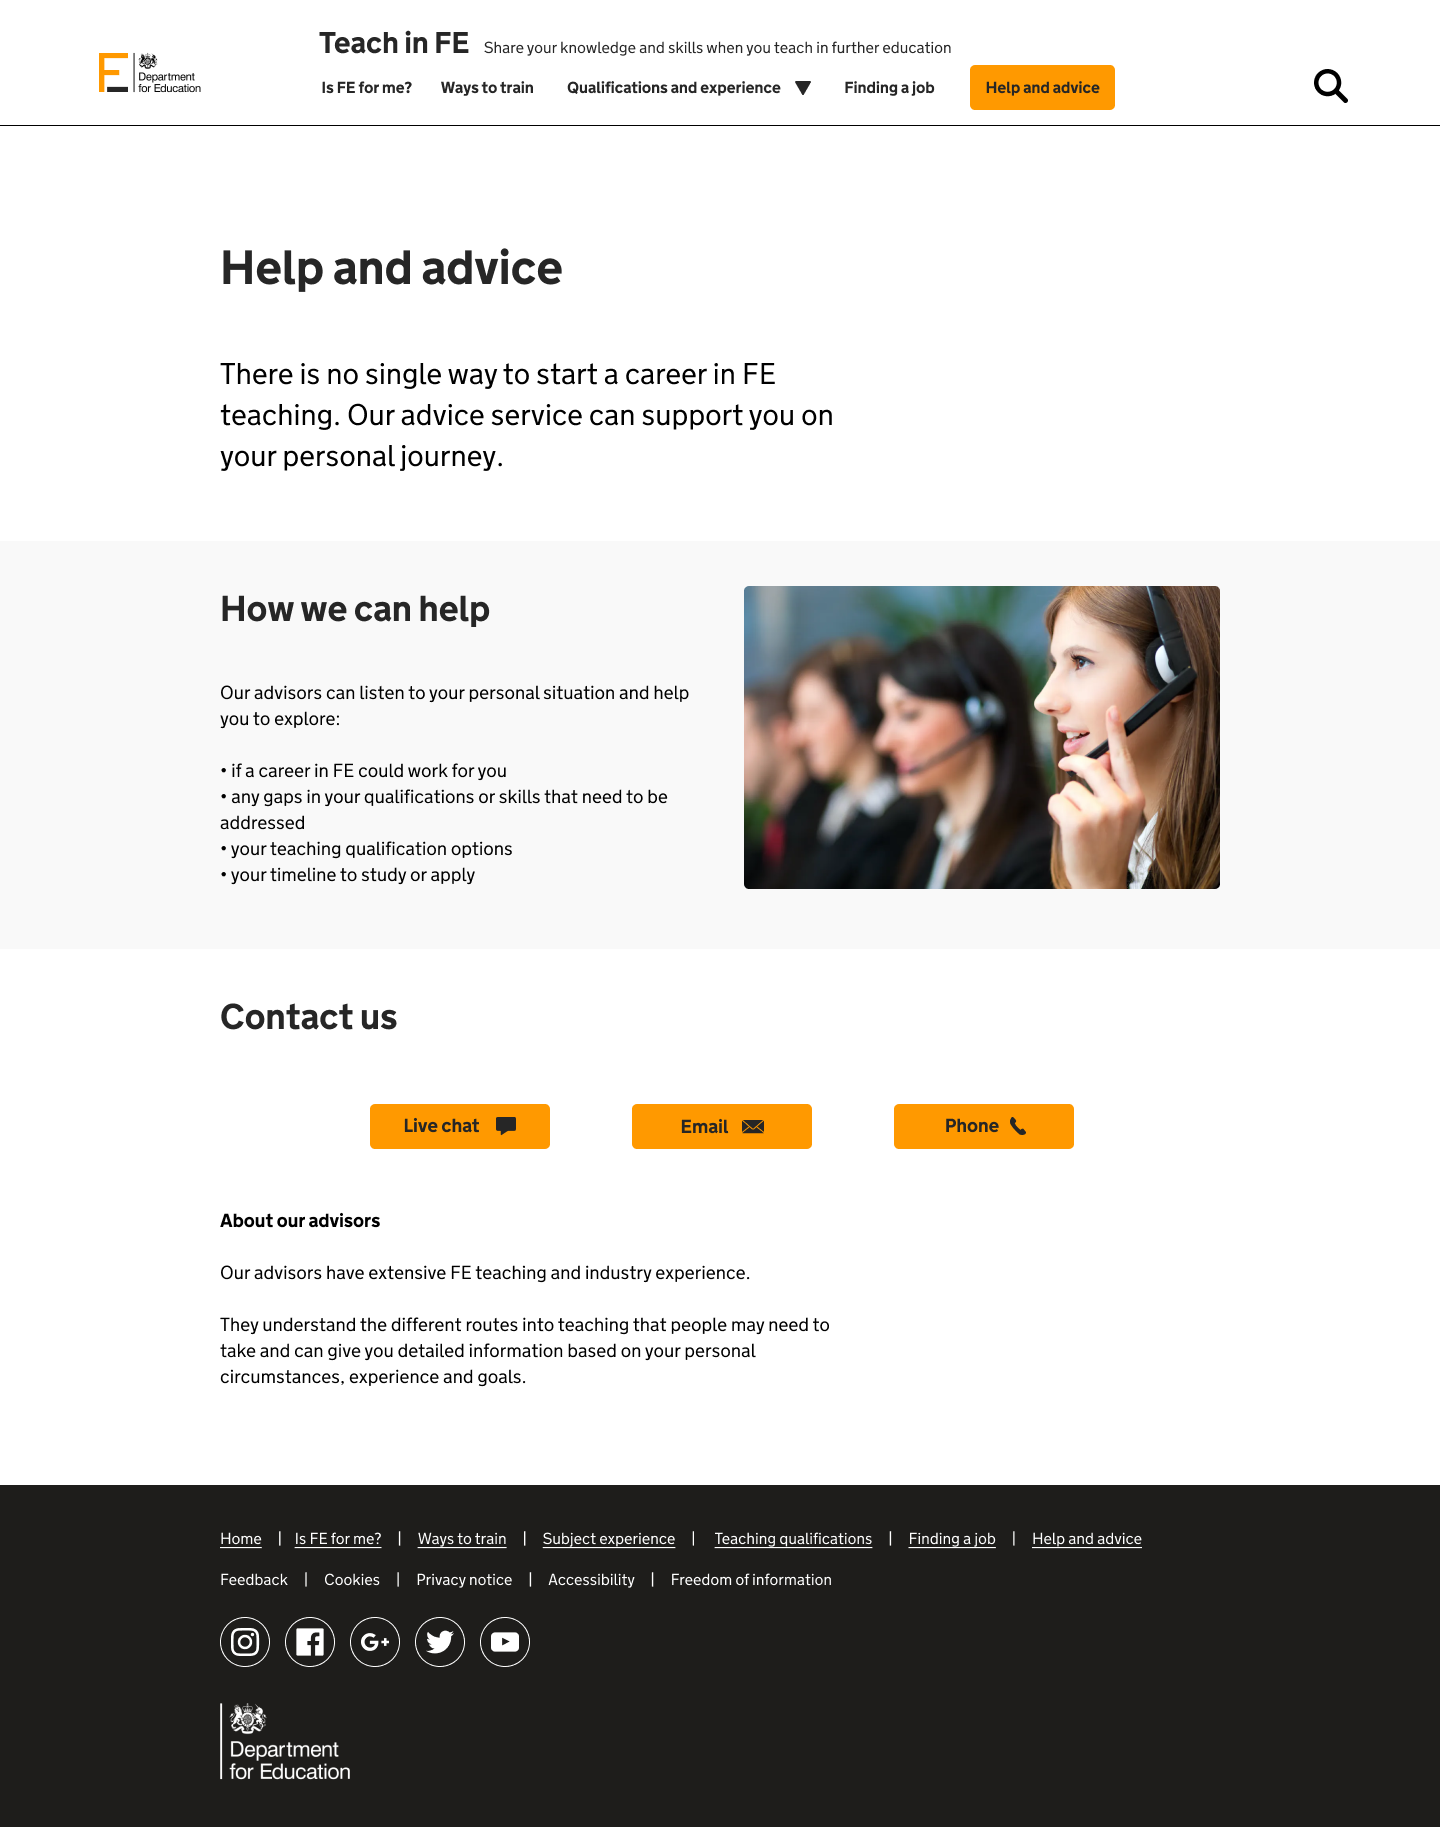 Teach in FE Share your knowledge and skills when you teach in further education
Department
for Education
Is FE for me? Ways to train Qualifications and experience Finding a job Help and advice
Help and advice
There is no single way to start a career in FE
teaching. Our advice service can support you on
your personal journey.
How we can help
Our advisors can listen to your personal situation and help
you to explore:
• if a career in FE could work for you
• any gaps in your qualifications or skills that need to be
addressed
• your teaching qualification options
• your timeline to study or apply
Contact us
Live chat Email Phone
About our advisors
Our advisors have extensive FE teaching and industry experience.
They understand the different routes into teaching that people may need to
take and can give you detailed information based on your personal
circumstances, experience and goals.
Home | Is FE for me? | Ways to train | Subject experience | Teaching qualifications | Finding a job | Help and advice
Feedback | Cookies | Privacy notice | Accessibility | Freedom of information
G+
Department
for Education